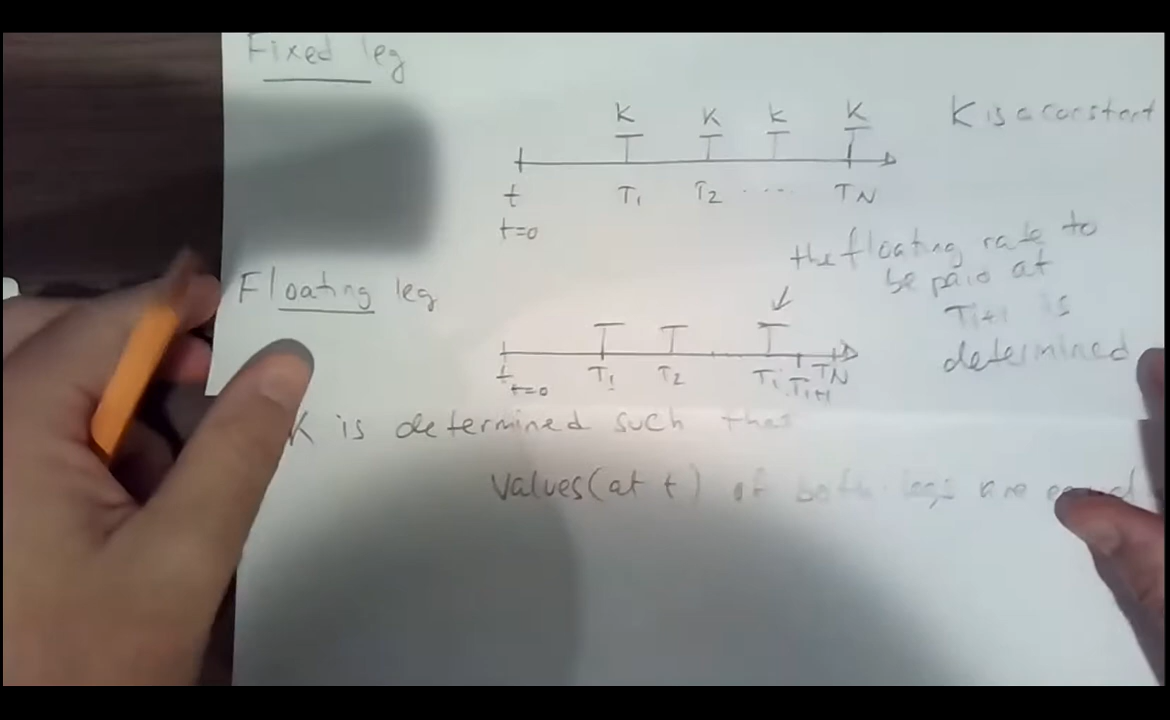 Fixed leg
K K K K
K is a constant
t T1 T2 ..... TN
t=0
the floating rate to
be paid at
Ti+1 is
determined
Floating leg
t T1 T2 Ti Ti+1 TN
t=0
K is determined such that
values (at t) of both legs are equal